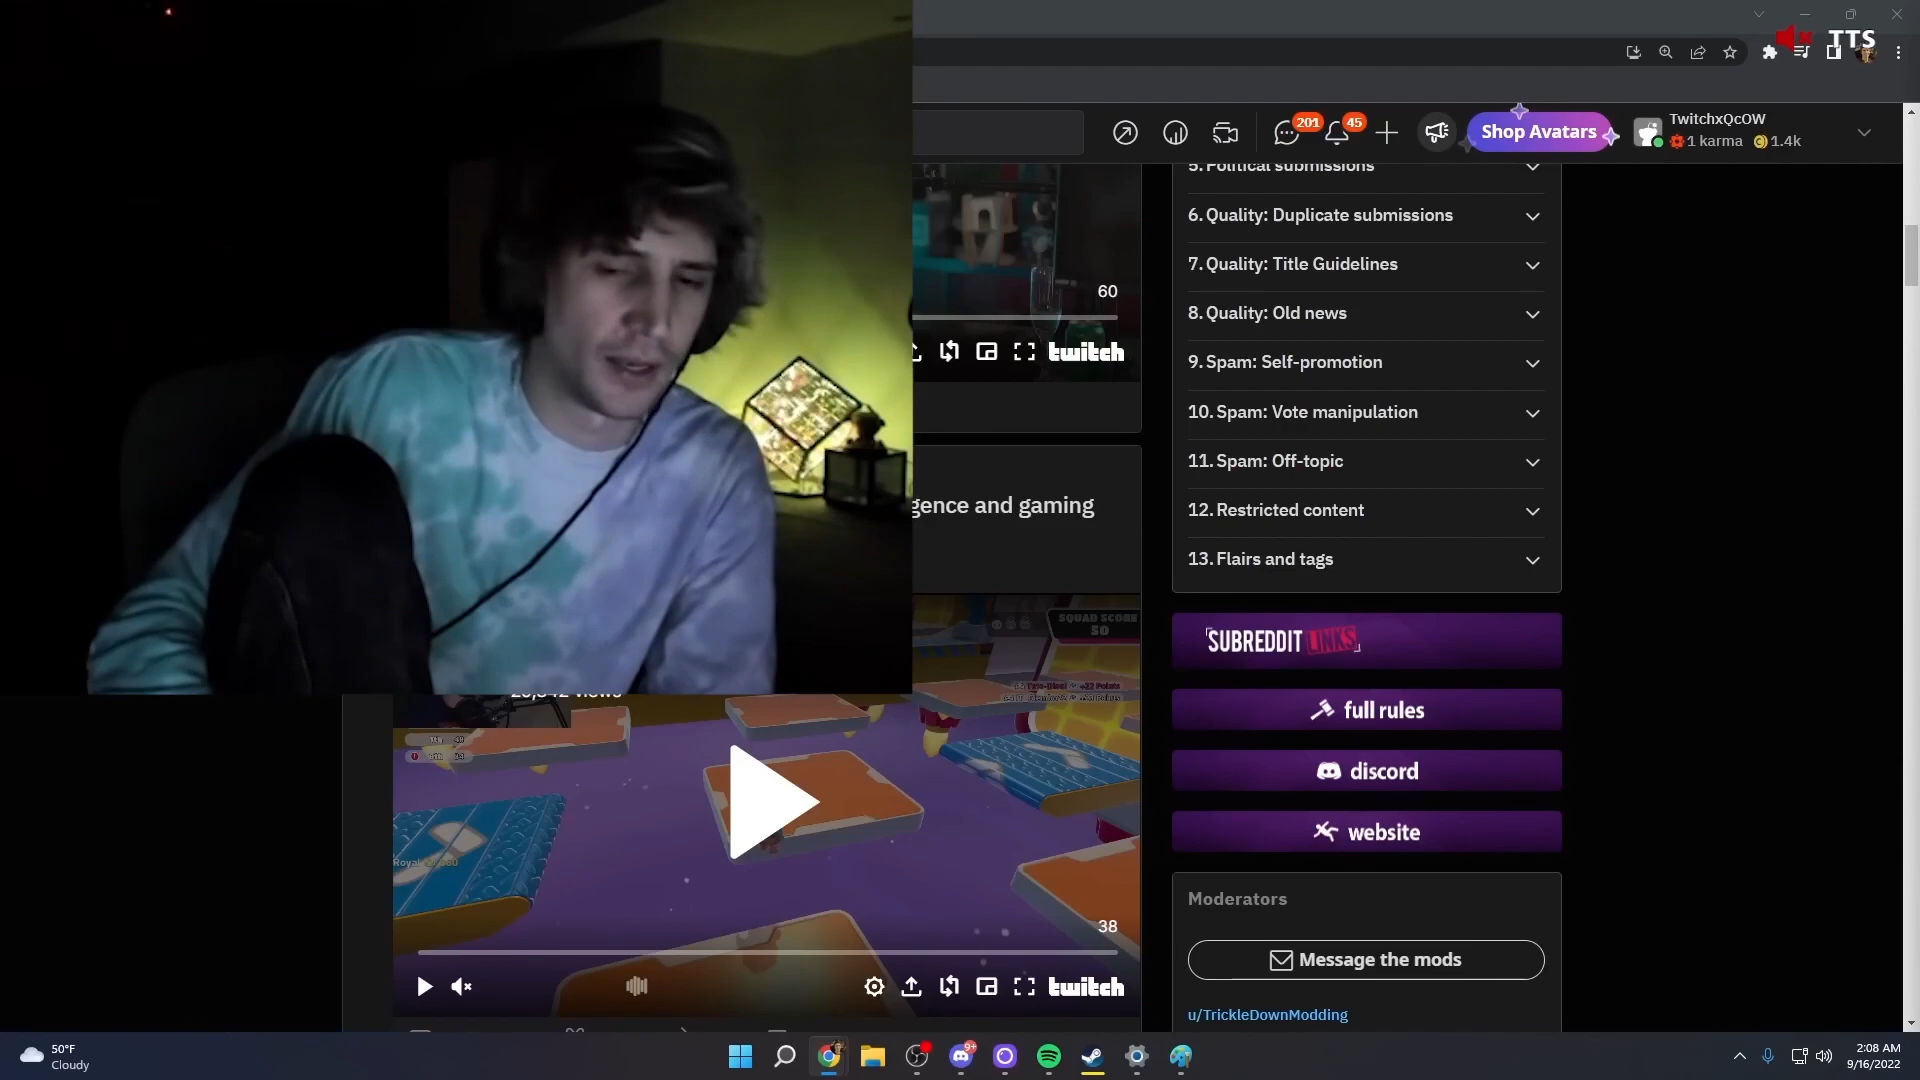 TTS
201
45
Shop Avatars
TwitchxQcOW
1 karma
1.4k
5. Political submissions
6. Quality: Duplicate submissions
7. Quality: Title Guidelines
8. Quality: Old news
9. Spam: Self-promotion
10. Spam: Vote manipulation
11. Spam: Off-topic
12. Restricted content
13. Flairs and tags
60
twitch
gence and gaming
SQUAD SCORE
50
views
38
twitch
SUBREDDIT LINKS
full rules
discord
website
Moderators
Message the mods
u/TrickleDownModding
50°F
Cloudy
9+
2:08 AM
9/16/2022